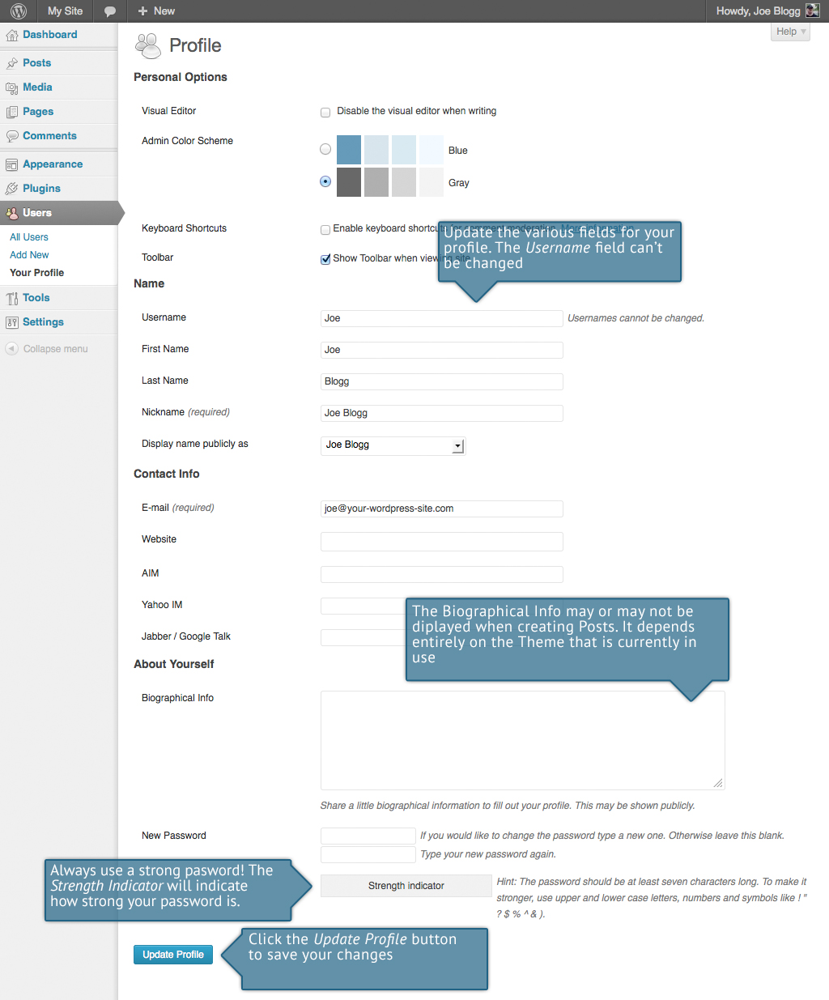 My Site
New
Howdy, Joe Blogg
Help
Dashboard
Posts
Media
Pages
Comments
Appearance
Plugins
Users
All Users
Add New
Your Profile
Tools
Settings
Collapse menu
Profile
Personal Options
Visual Editor
Disable the visual editor when writing
Admin Color Scheme
Blue
Gray
Keyboard Shortcuts
Enable keyboard shortcuts for comment moderation. More information
Toolbar
Show Toolbar when viewing site
Update the various fields for your
profile. The Username field can't
be changed
Name
Username
Joe
Usernames cannot be changed.
First Name
Joe
Last Name
Blogg
Nickname (required)
Joe Blogg
Display name publicly as
Joe Blogg
Contact Info
E-mail (required)
joe@your-wordpress-site.com
Website
AIM
Yahoo IM
Jabber / Google Talk
The Biographical Info may or may not be
diplayed when creating Posts. It depends
entirely on the Theme that is currently in
use
About Yourself
Biographical Info
Share a little biographical information to fill out your profile. This may be shown publicly.
New Password
If you would like to change the password type a new one. Otherwise leave this blank.
Type your new password again.
Always use a strong pasword! The
Strength Indicator will indicate
how strong your password is.
Strength indicator
Hint: The password should be at least seven characters long. To make it
stronger, use upper and lower case letters, numbers and symbols like ! "
? $ % ^ & ).
Update Profile
Click the Update Profile button
to save your changes